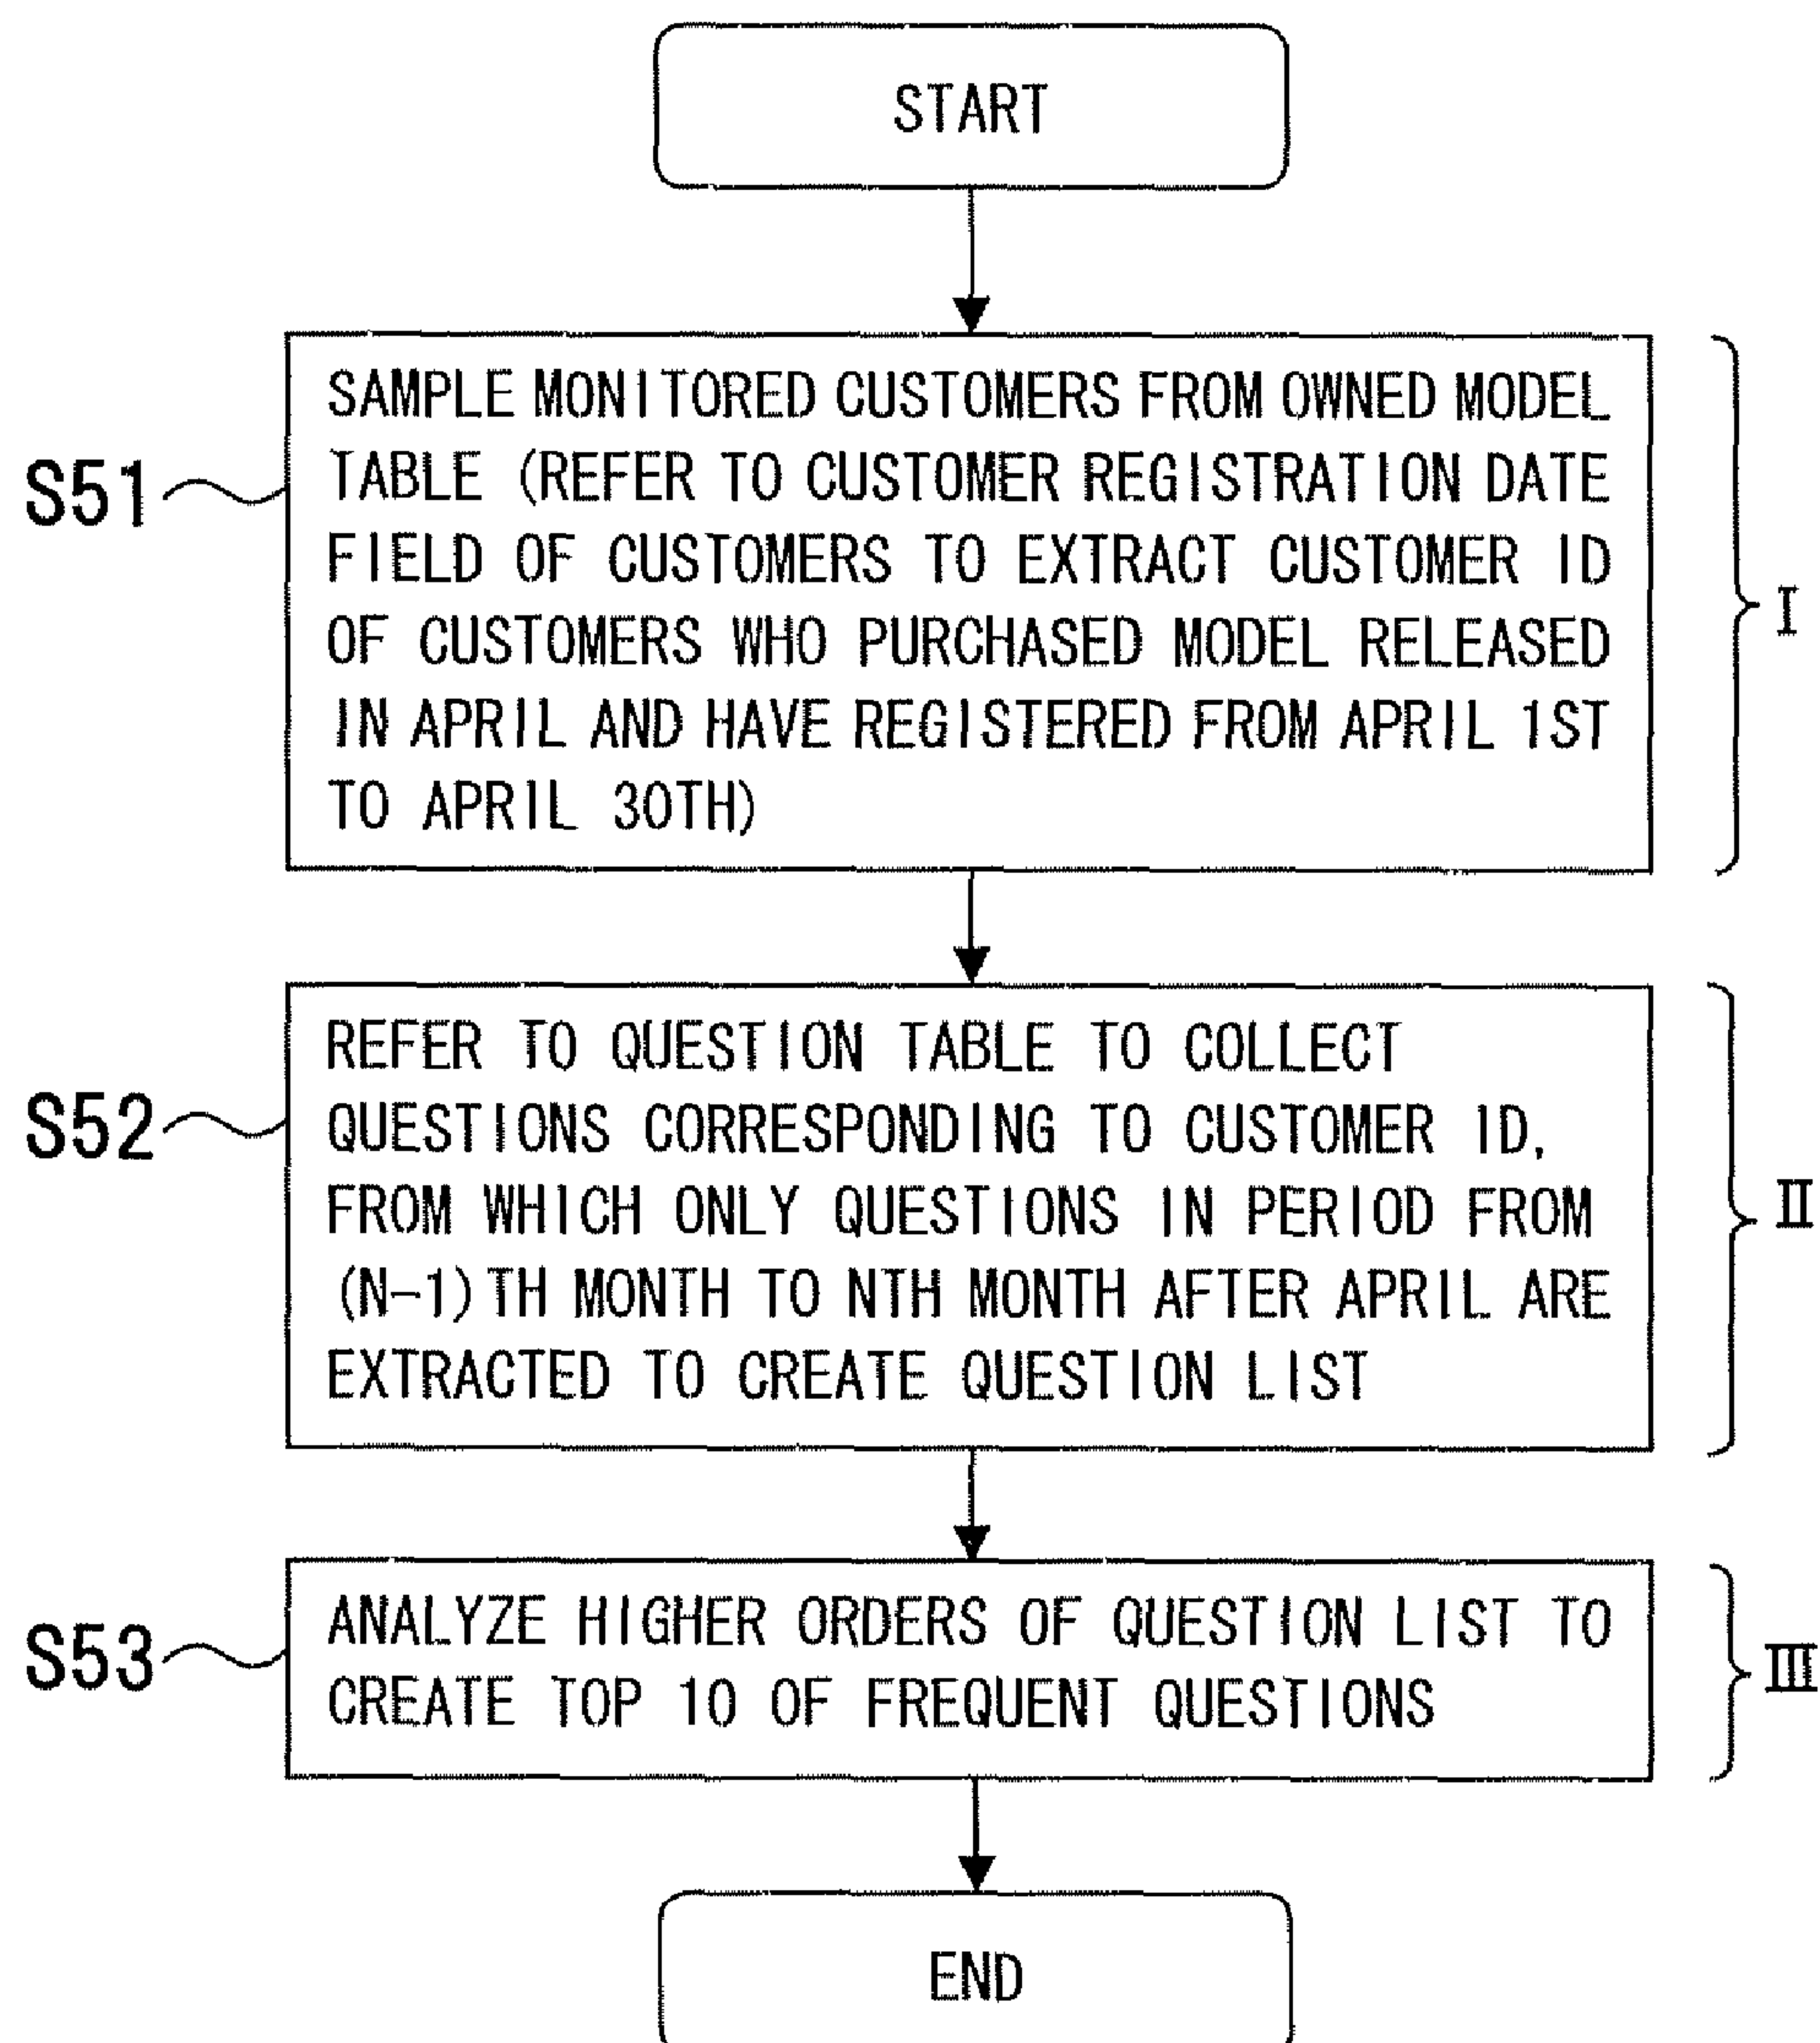 START
SAMPLE MONITORED CUSTOMERS FROM OWNED MODEL
TABLE (REFER TO CUSTOMER REGISTRATION DATE
FIELD OF CUSTOMERS TO EXTRACT CUSTOMER ID
OF CUSTOMERS WHO PURCHASED MODEL RELEASED
IN APRIL AND HAVE REGISTERED FROM APRIL 1ST
TO APRIL 30TH)
S51
I
REFER TO QUESTION TABLE TO COLLECT
QUESTIONS CORRESPONDING TO CUSTOMER ID,
FROM WHICH ONLY QUESTIONS IN PERIOD FROM
(N-1)TH MONTH TO NTH MONTH AFTER APRIL ARE
EXTRACTED TO CREATE QUESTION LIST
S52
II
ANALYZE HIGHER ORDERS OF QUESTION LIST TO
CREATE TOP 10 OF FREQUENT QUESTIONS
S53
III
END